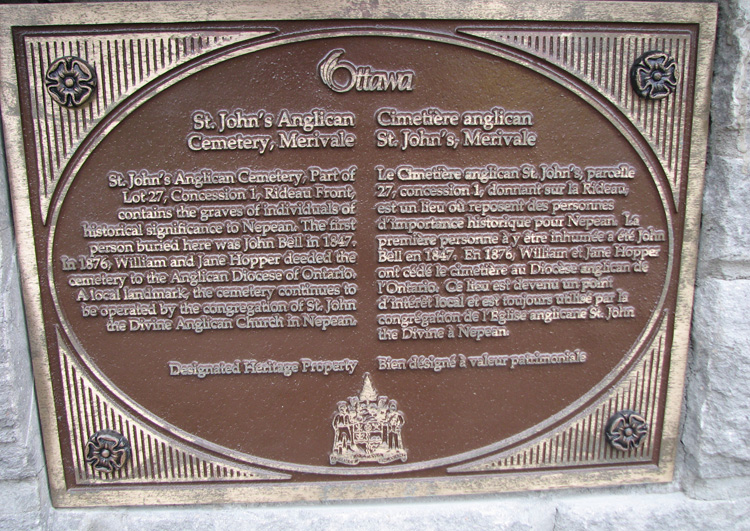 Ottawa
St. John's Anglican
Cemetery, Merivale
St. John's Anglican Cemetery, Part of
Lot 27, Concession 1, Rideau Front,
contains the graves of individuals of
historical significance to Nepean. The first
person buried here was John Bell in 1847.
In 1876, William and Jane Hopper deeded the
cemetery to the Anglican Diocese of Ontario.
A local landmark, the cemetery continues to
be operated by the congregation of St. John
the Divine Anglican Church in Nepean.
Designated Heritage Property
Cimetière anglican
St. John's, Merivale
Le Cimetière anglican St. John's, parcelle
27, concession 1, donnant sur la Rideau,
est un lieu où reposent des personnes
d'importance historique pour Nepean. La
première personne à y être inhumée a été John
Bell en 1847. En 1876, William et Jane Hopper
ont cédé le cimetière au Diocèse anglican de
l'Ontario. Ce lieu est devenu un point
d'intérêt local et est toujours utilisé par la
congrégation de l'Église anglicane St. John
the Divine à Nepean.
Bien désigné à valeur patrimoniale